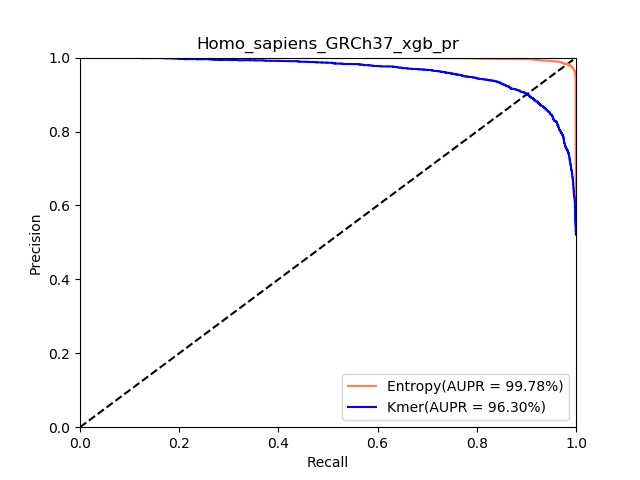 Homo_sapiens_GRCh37_xgb_pr
1.0
0.8
0.6
0.4
0.2
0.0
Precision
0.0 0.2 0.4 0.6 0.8 1.0
Recall
Entropy(AUPR = 99.78%)
Kmer(AUPR = 96.30%)